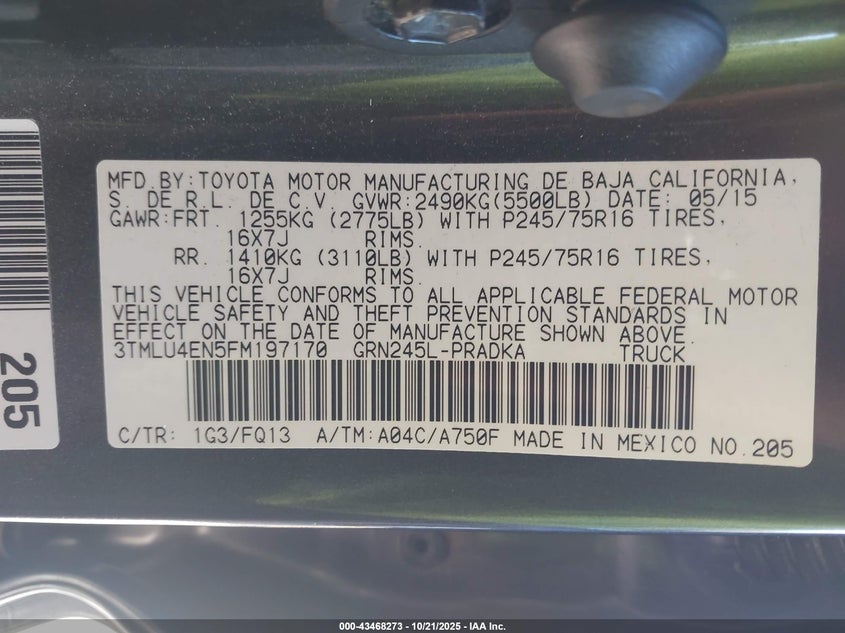 MFD.BY:TOYOTA MOTOR MANUFACTURING DE BAJA CALIFORNIA,
S. DE R.L. DE C.V. GVWR:2490KG(5500LB) DATE: 05/15
GAWR:FRT. 1255KG (2775LB) WITH P245/75R16 TIRES,
16X7J RIMS.
RR. 1410KG (3110LB) WITH P245/75R16 TIRES,
16X7J RIMS.
THIS VEHICLE CONFORMS TO ALL APPLICABLE FEDERAL MOTOR
VEHICLE SAFETY AND THEFT PREVENTION STANDARDS IN
EFFECT ON THE DATE OF MANUFACTURE SHOWN ABOVE.
3TMLU4EN5FM197170 GRN245L-PRADKA TRUCK
C/TR: 1G3/FQ13 A/TM:A04C/A750F MADE IN MEXICO NO.205
205
000-43468273 - 10/21/2025 - IAA Inc.